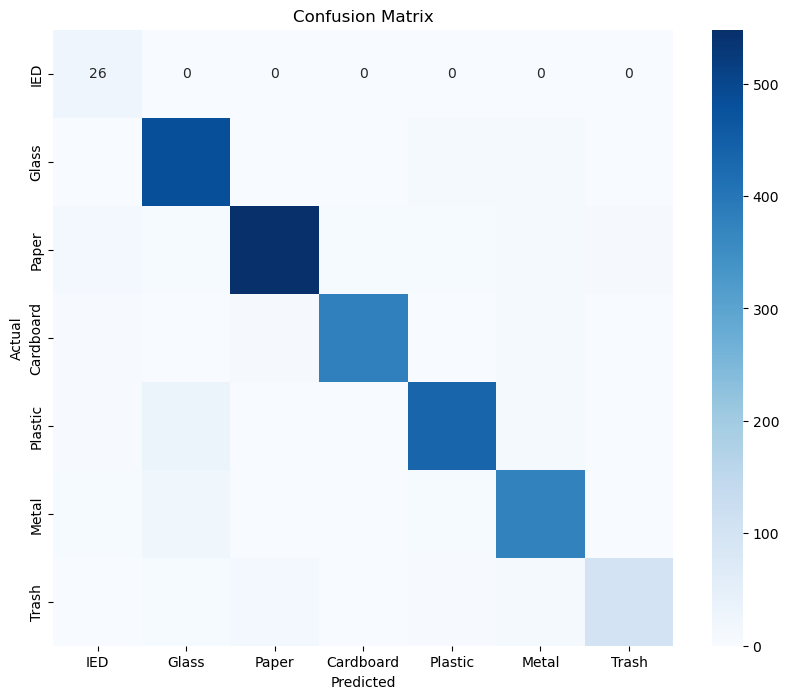 Confusion Matrix
IED 26 0 0 0 0 0 0
Glass
Paper
Cardboard
Plastic
Metal
Trash
Actual
IED Glass Paper Cardboard Plastic Metal Trash
Predicted
500
400
300
200
100
0